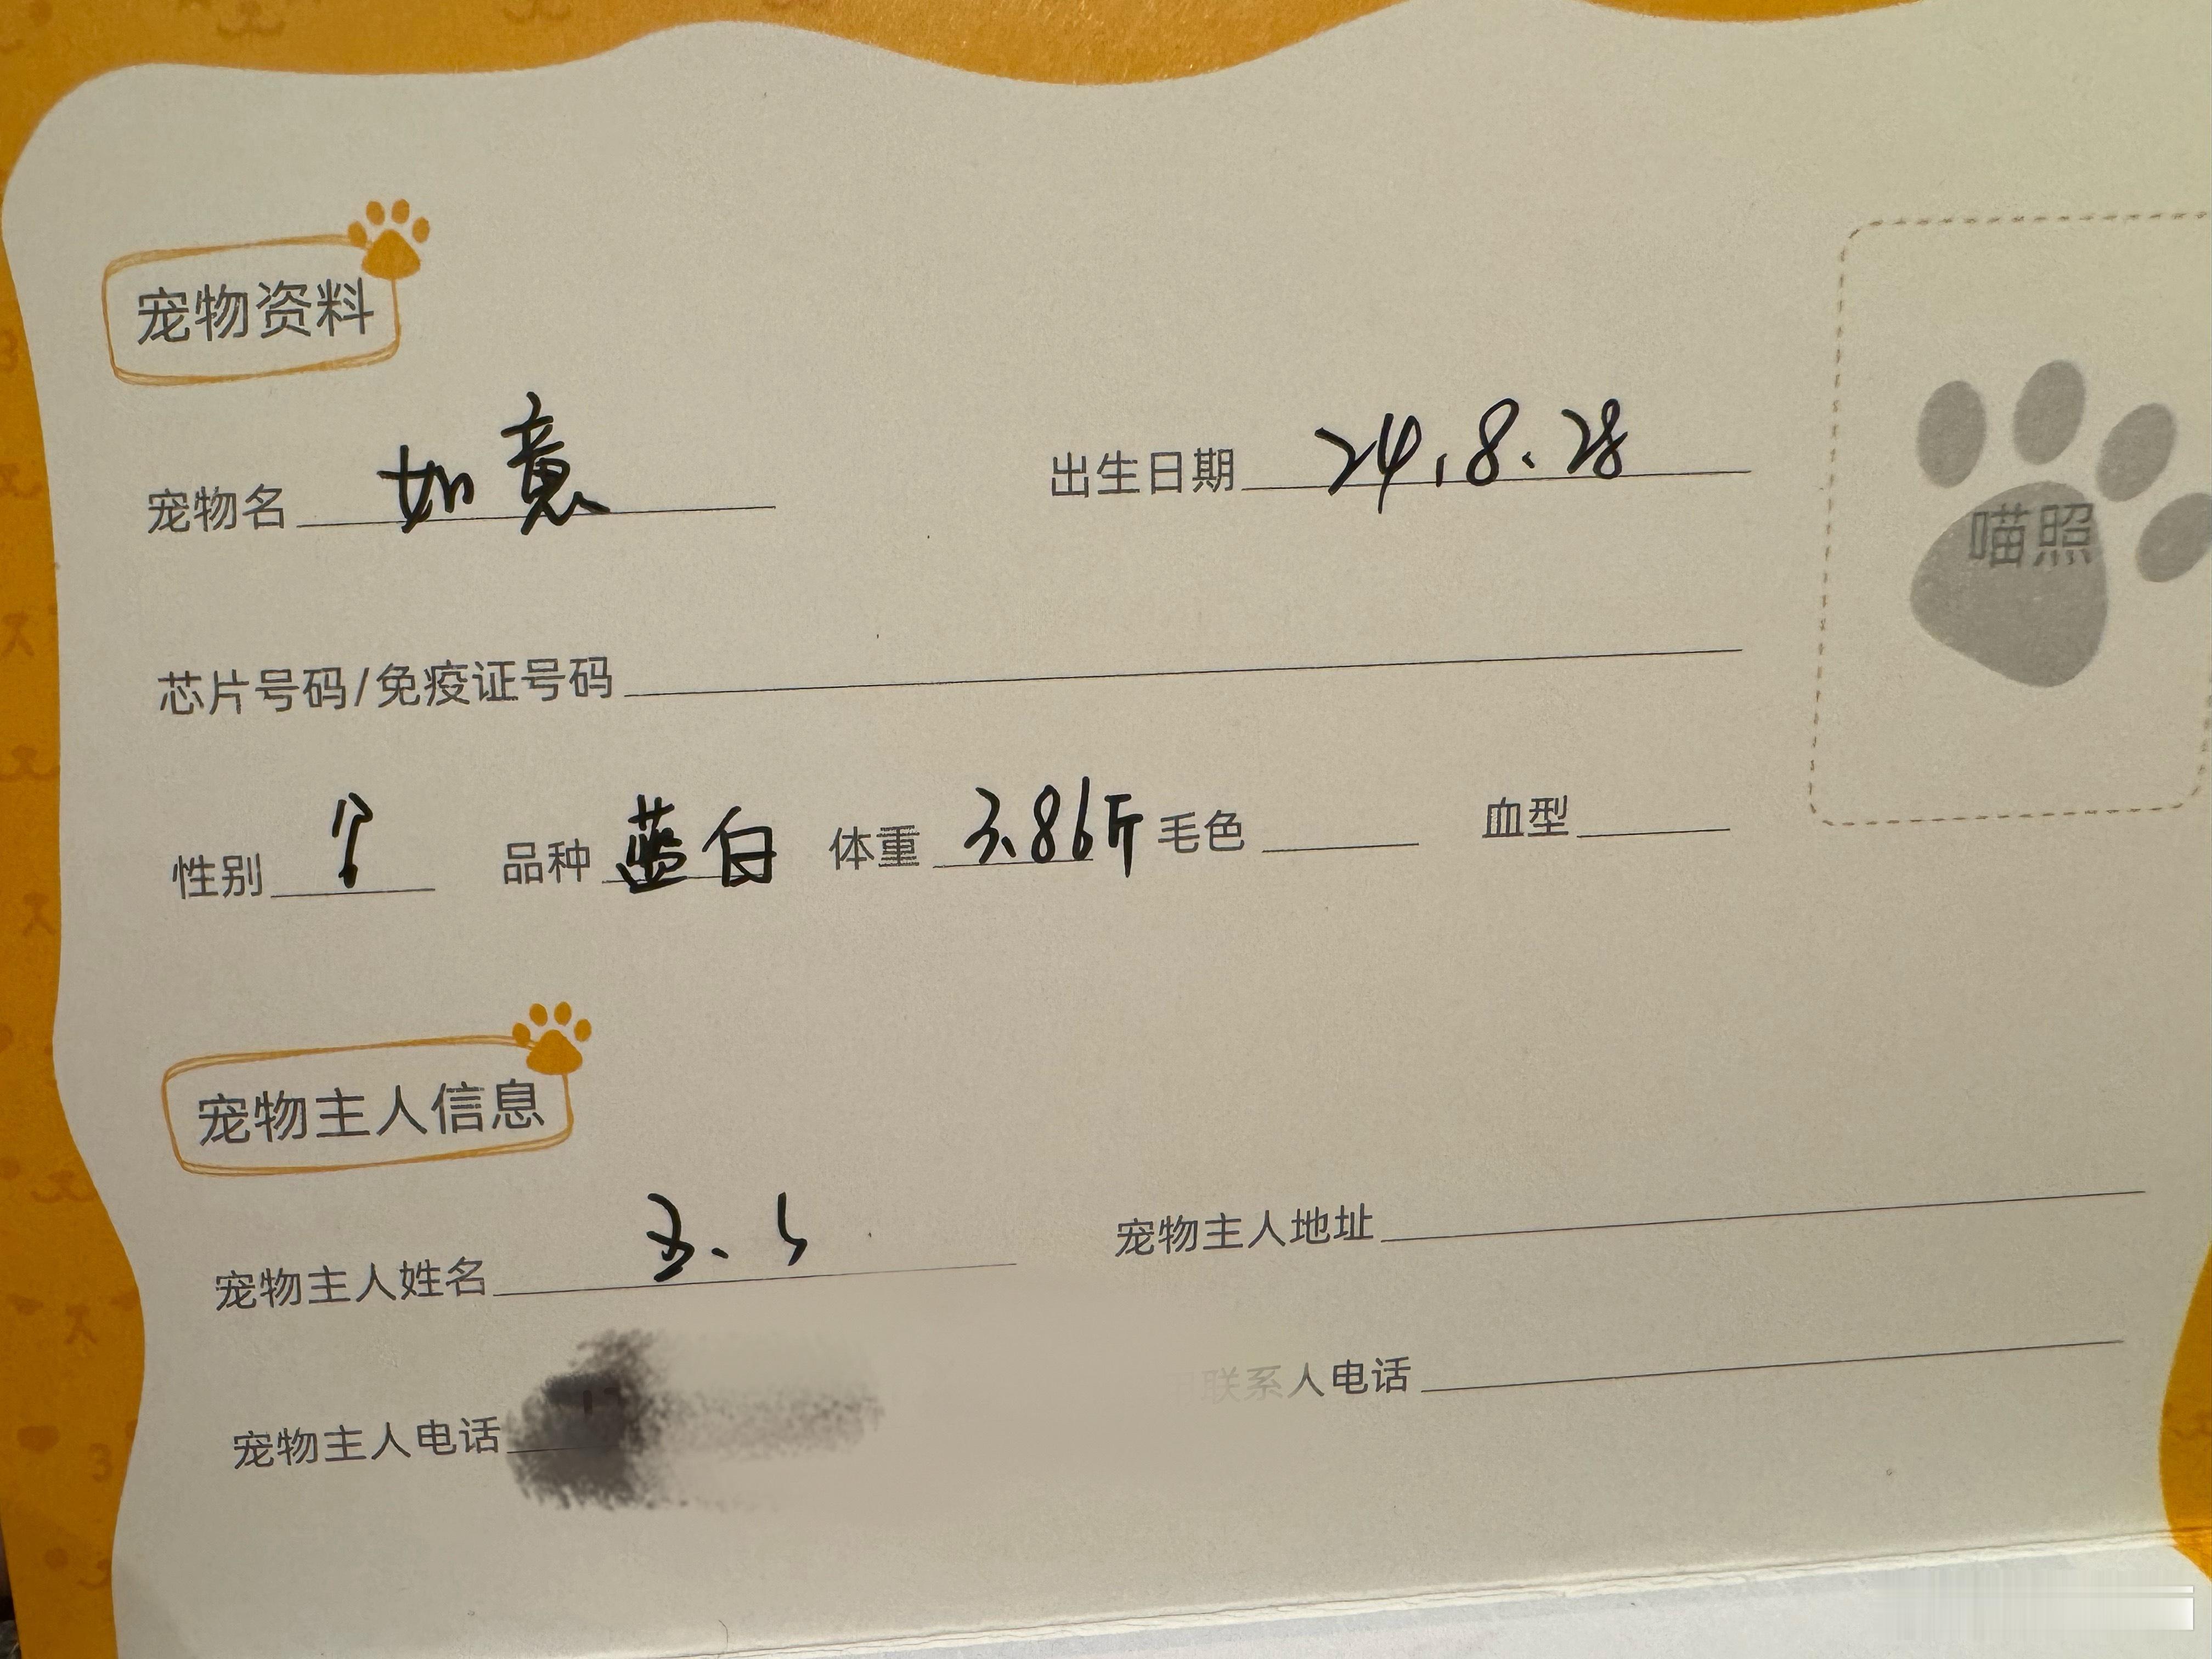 宠物资料
宠物名 如意 出生日期 24.8.28
喵照
芯片号码/免疫证号码
性别 品种 蓝白 体重 3.86斤 毛色 血型
宠物主人信息
宠物主人姓名 宠物主人地址
宠物主人电话 联系人电话